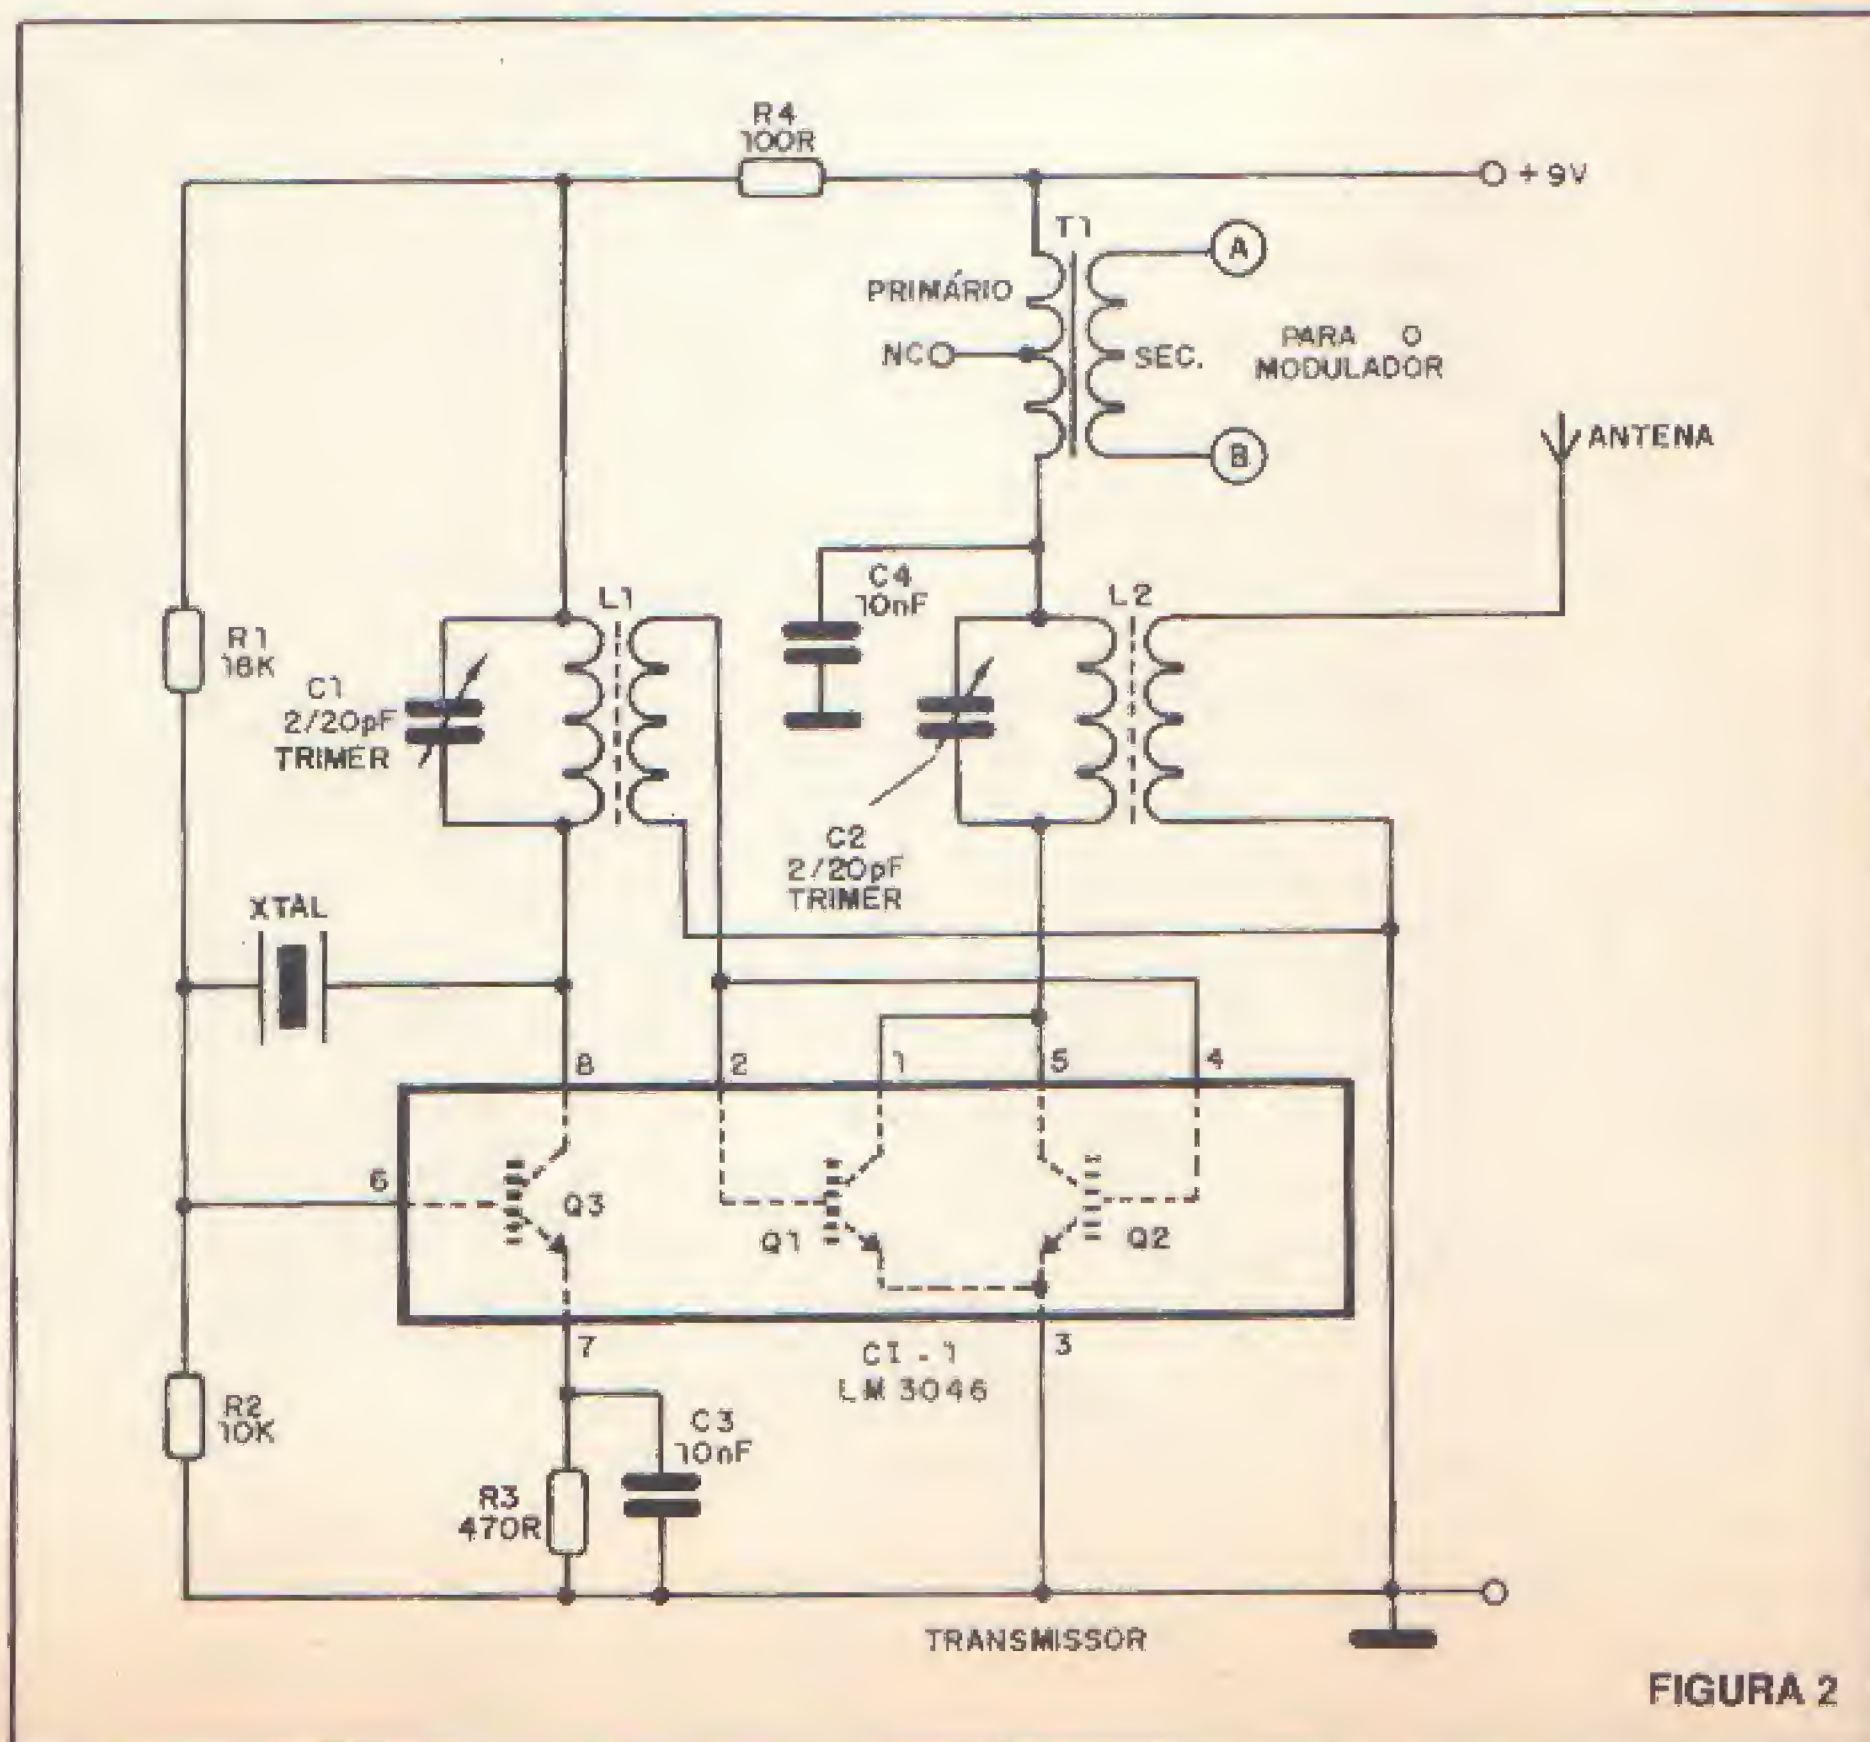 R4
100R
+9V
T1
A
PRIMÁRIO
NC
SEC.
PARA O
MODULADOR
B
ANTENA
L1
C4
10nF
L2
R1
18K
C1
2/20pF
TRIMER
C2
2/20pF
TRIMER
XTAL
8
2
1
5
4
6
Q3
Q1
Q2
7
CI - 1
LM 3046
3
R2
10K
C3
10nF
R3
470R
TRANSMISSOR
FIGURA 2